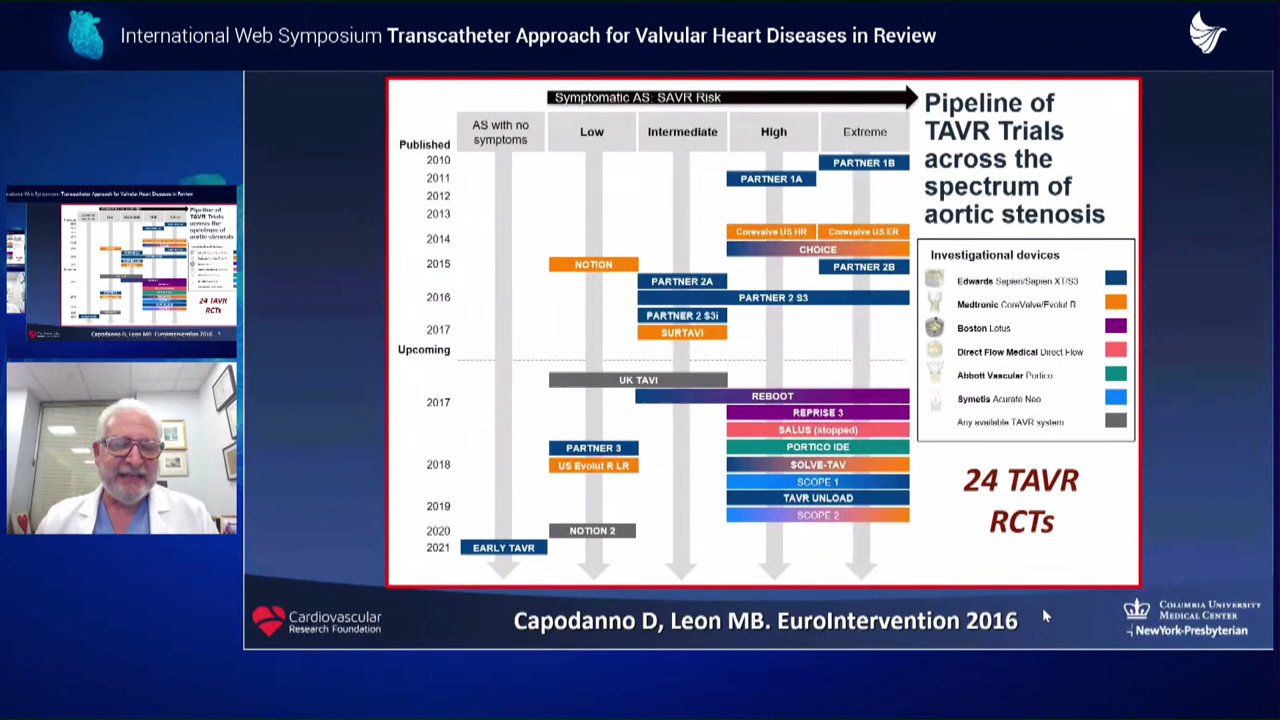 International Web Symposium Transcatheter Approach for Valvular Heart Diseases in Review
Symptomatic AS: SAVR Risk
AS with no symptoms
Low
Intermediate
High
Extreme
Published
2010
PARTNER 1B
2011
PARTNER 1A
2012
2013
Corevalve US HR
Corevalve US ER
2014
CHOICE
2015
NOTION
PARTNER 2B
PARTNER 2A
2016
PARTNER 2 S3
PARTNER 2 S3i
2017
SURTAVI
Upcoming
UK TAVI
REBOOT
2017
REPRISE 3
SALUS (stopped)
PARTNER 3
PORTICO IDE
2018
US Evolut R LR
SOLVE-TAV
SCOPE 1
TAVR UNLOAD
2019
SCOPE 2
2020
NOTION 2
2021
EARLY TAVR
Pipeline of
TAVR Trials
across the
spectrum of
aortic stenosis
Investigational devices
Edwards Sapien/Sapien XT/S3
Medtronic CoreValve/Evolut R
Boston Lotus
Direct Flow Medical Direct Flow
Abbott Vascular Portico
Symetis Acurate Neo
Any available TAVR system
24 TAVR
RCTs
Cardiovascular
Research Foundation
Capodanno D, Leon MB. EuroIntervention 2016
COLUMBIA UNIVERSITY
MEDICAL CENTER
NewYork-Presbyterian